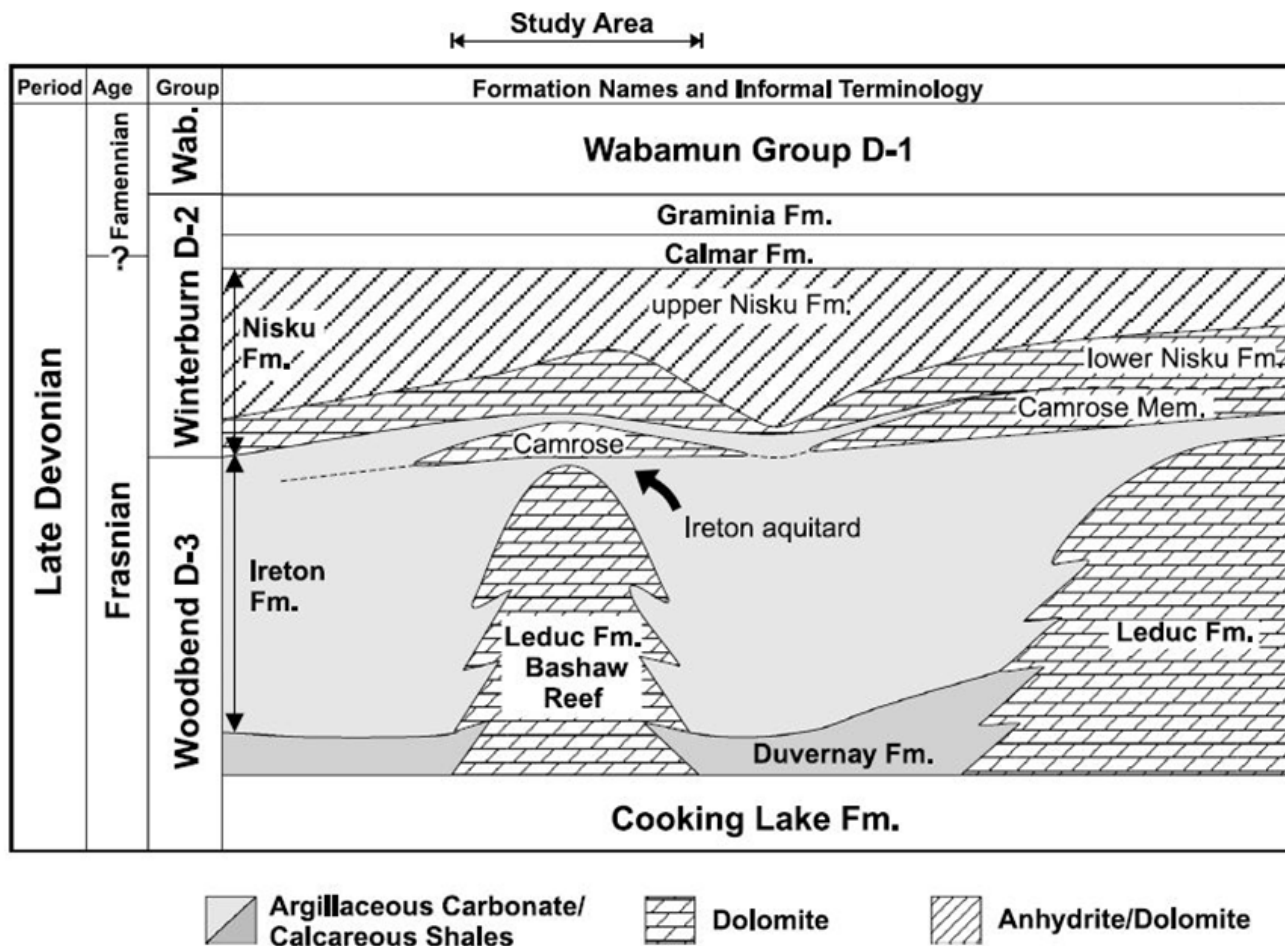 Study Area
Period Age Group Formation Names and Informal Terminology
Late Devonian
Famennian
?
Frasnian
Wab.
Winterburn D-2
Woodbend D-3
Wabamun Group D-1
Graminia Fm.
Calmar Fm.
Nisku
Fm.
upper Nisku Fm.
lower Nisku Fm.
Camrose Mem.
Camrose
Ireton aquitard
Ireton
Fm.
Leduc Fm.
Bashaw
Reef
Leduc Fm.
Duvernay Fm.
Cooking Lake Fm.
Argillaceous Carbonate/
Calcareous Shales
Dolomite
Anhydrite/Dolomite